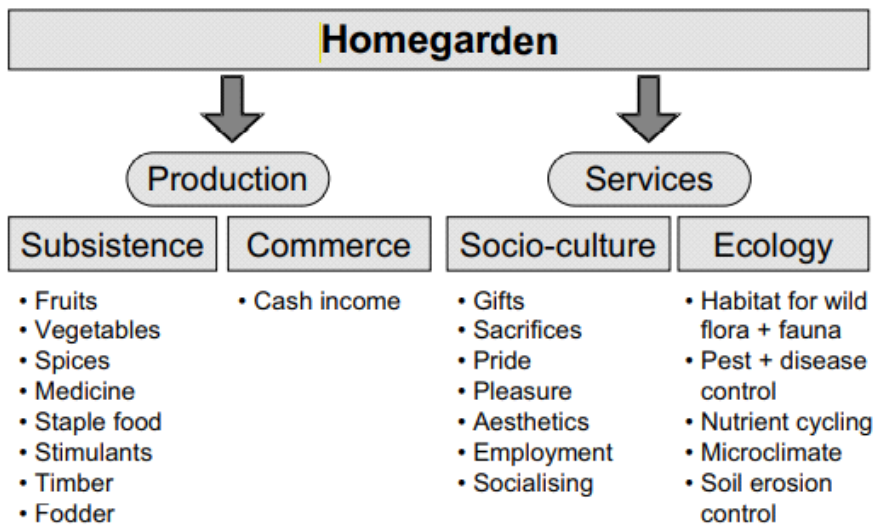 Homegarden
Production
Services
Subsistence
Commerce
Socio-culture
Ecology
• Fruits
• Vegetables
• Spices
• Medicine
• Staple food
• Stimulants
• Timber
• Fodder
• Cash income
• Gifts
• Sacrifices
• Pride
• Pleasure
• Aesthetics
• Employment
• Socialising
• Habitat for wild
flora + fauna
• Pest + disease
control
• Nutrient cycling
• Microclimate
• Soil erosion
control